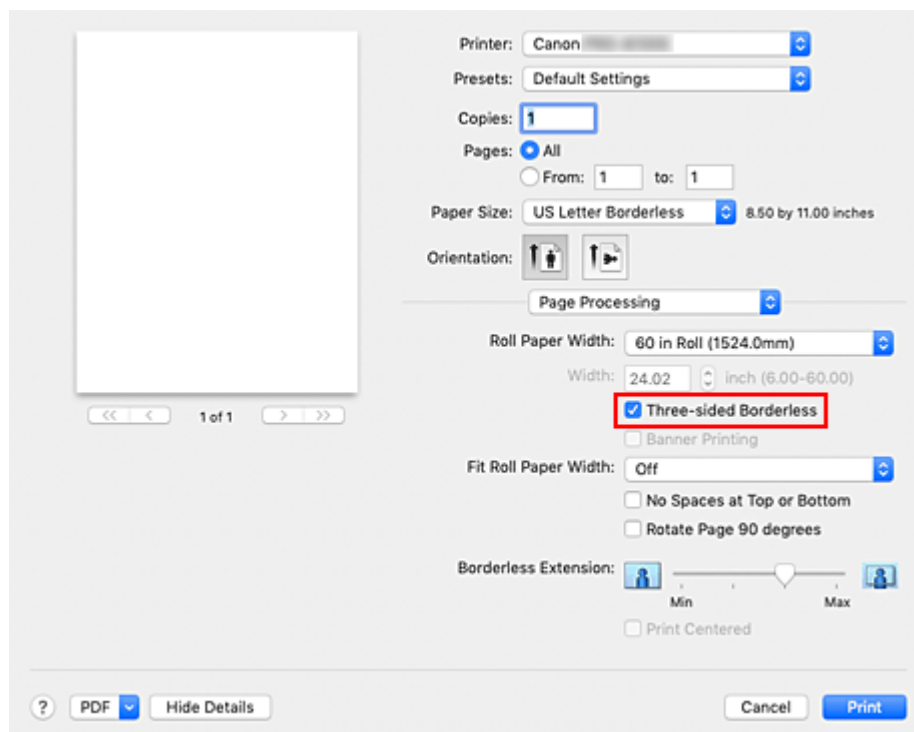 Printer: Canon
Presets: Default Settings
Copies: 1
Pages: All
From: 1 to: 1
Paper Size: US Letter Borderless 8.50 by 11.00 inches
Orientation:
Page Processing
Roll Paper Width: 60 in Roll (1524.0mm)
Width: 24.02 inch (6.00-60.00)
Three-sided Borderless
<< < 1 of 1 > >>
Banner Printing
Fit Roll Paper Width: Off
No Spaces at Top or Bottom
Rotate Page 90 degrees
Borderless Extension:
Min Max
Print Centered
? PDF Hide Details Cancel Print